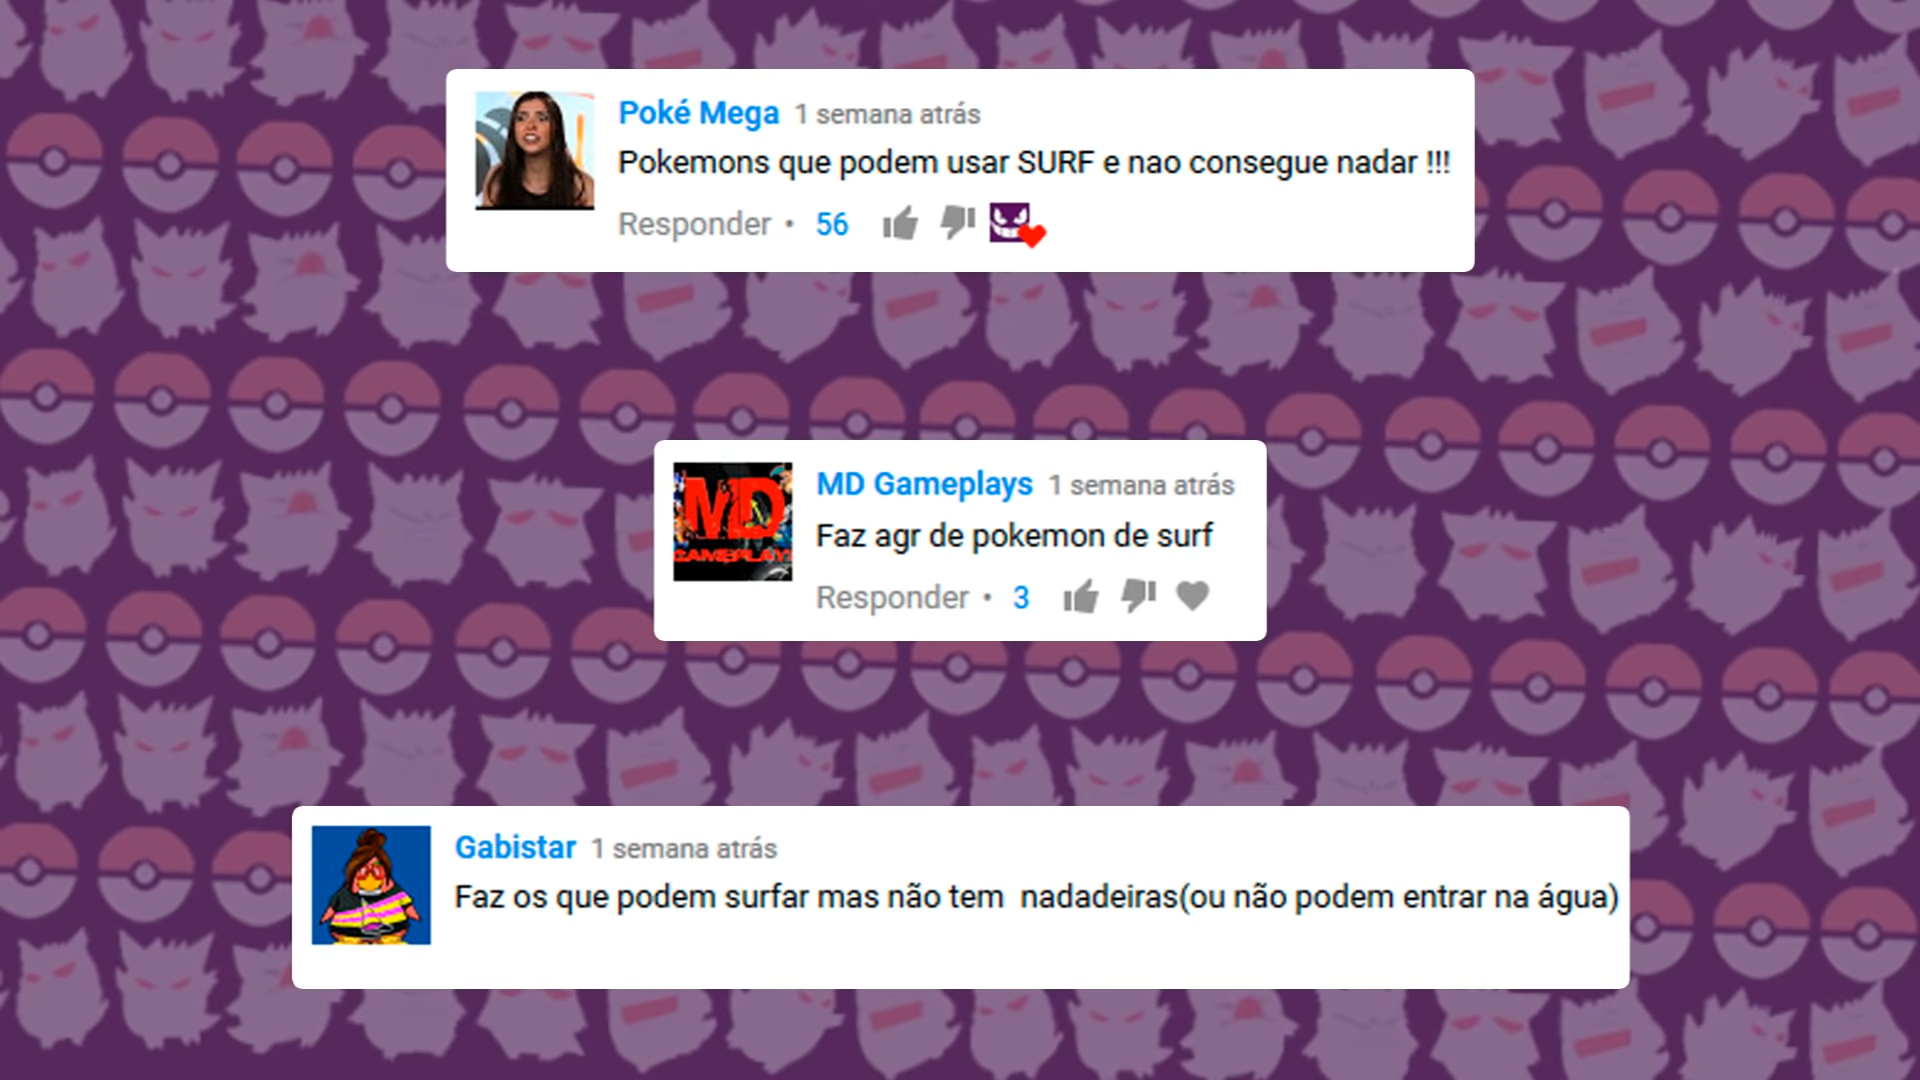 Poké Mega 1 semana atrás
Pokemons que podem usar SURF e nao consegue nadar !!!
Responder • 56
MD Gameplays 1 semana atrás
MD
GAMEPLAY
Faz agr de pokemon de surf
Responder • 3
Gabistar 1 semana atrás
Faz os que podem surfar mas não tem  nadadeiras(ou não podem entrar na água)